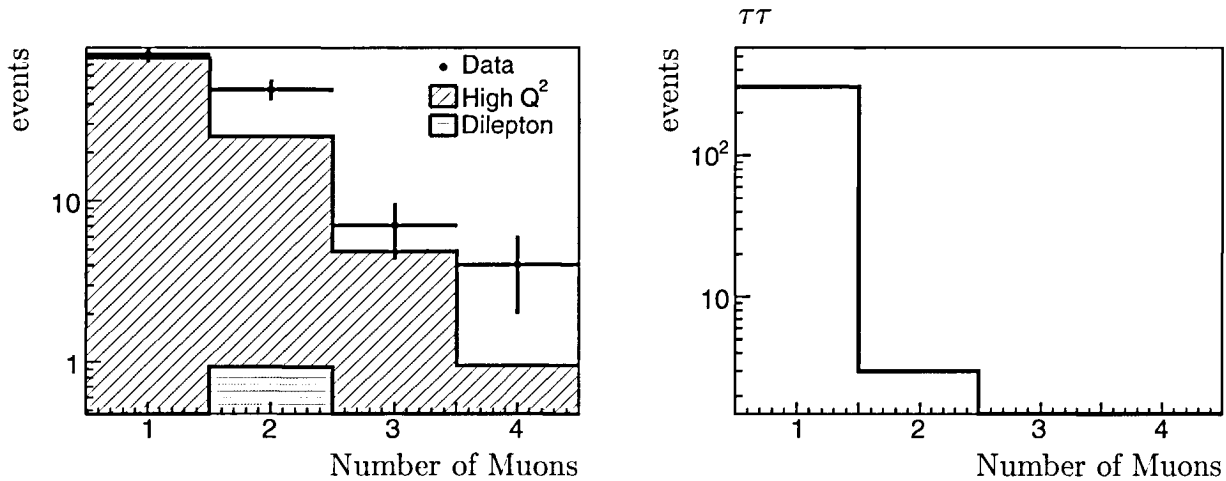 events
Data
High Q²
Dilepton
10
1
1 2 3 4
Number of Muons
ττ
events
10²
10
1 2 3 4
Number of Muons